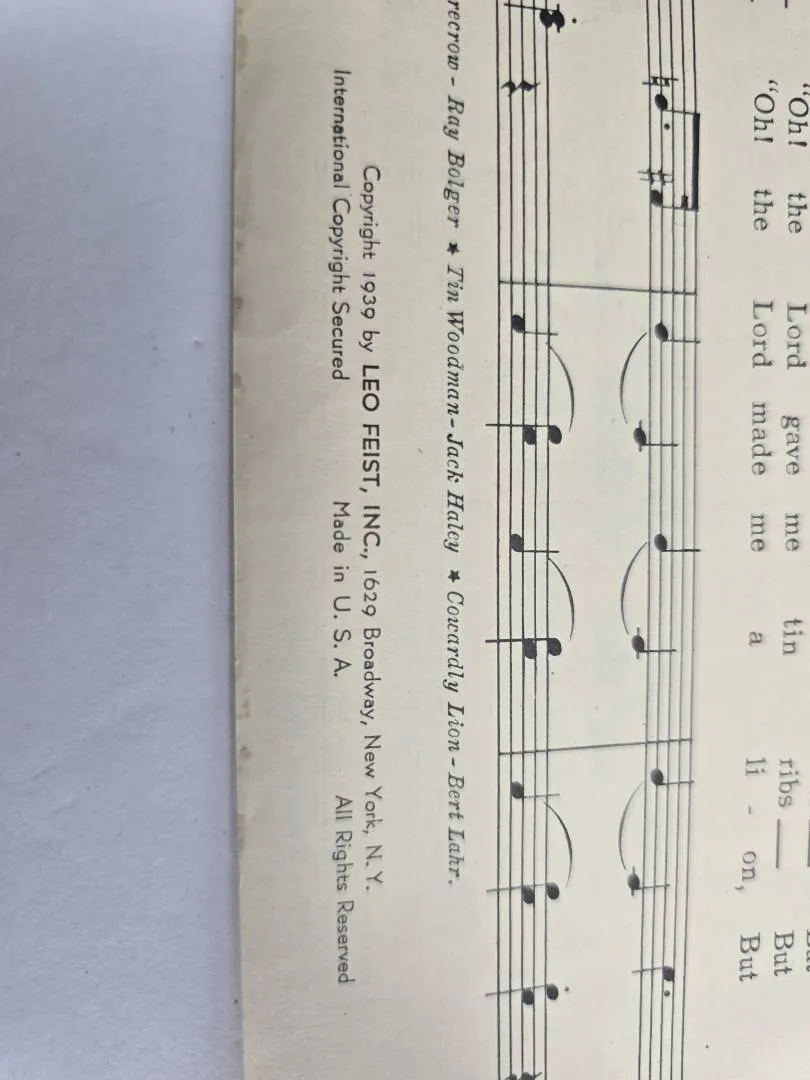 "Oh! the Lord gave me tin ribs But
"Oh! the Lord made me a li - on, But
Ray Bolger ★ Tin Woodman - Jack Haley ★ Cowardly Lion - Bert Lahr.
Copyright 1939 by LEO FEIST, INC., 1629 Broadway, New York, N. Y.
International Copyright Secured Made in U. S. A. All Rights Reserved